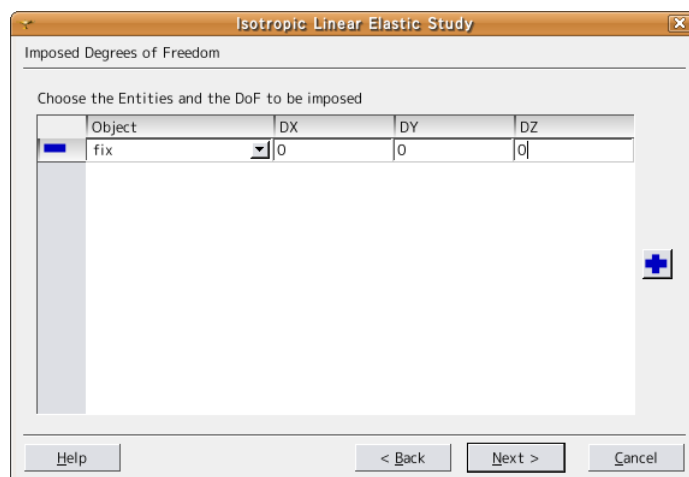 Isotropic Linear Elastic Study
Imposed Degrees of Freedom
Choose the Entities and the DoF to be imposed
Object DX DY DZ
fix 0 0 0
Help < Back Next > Cancel